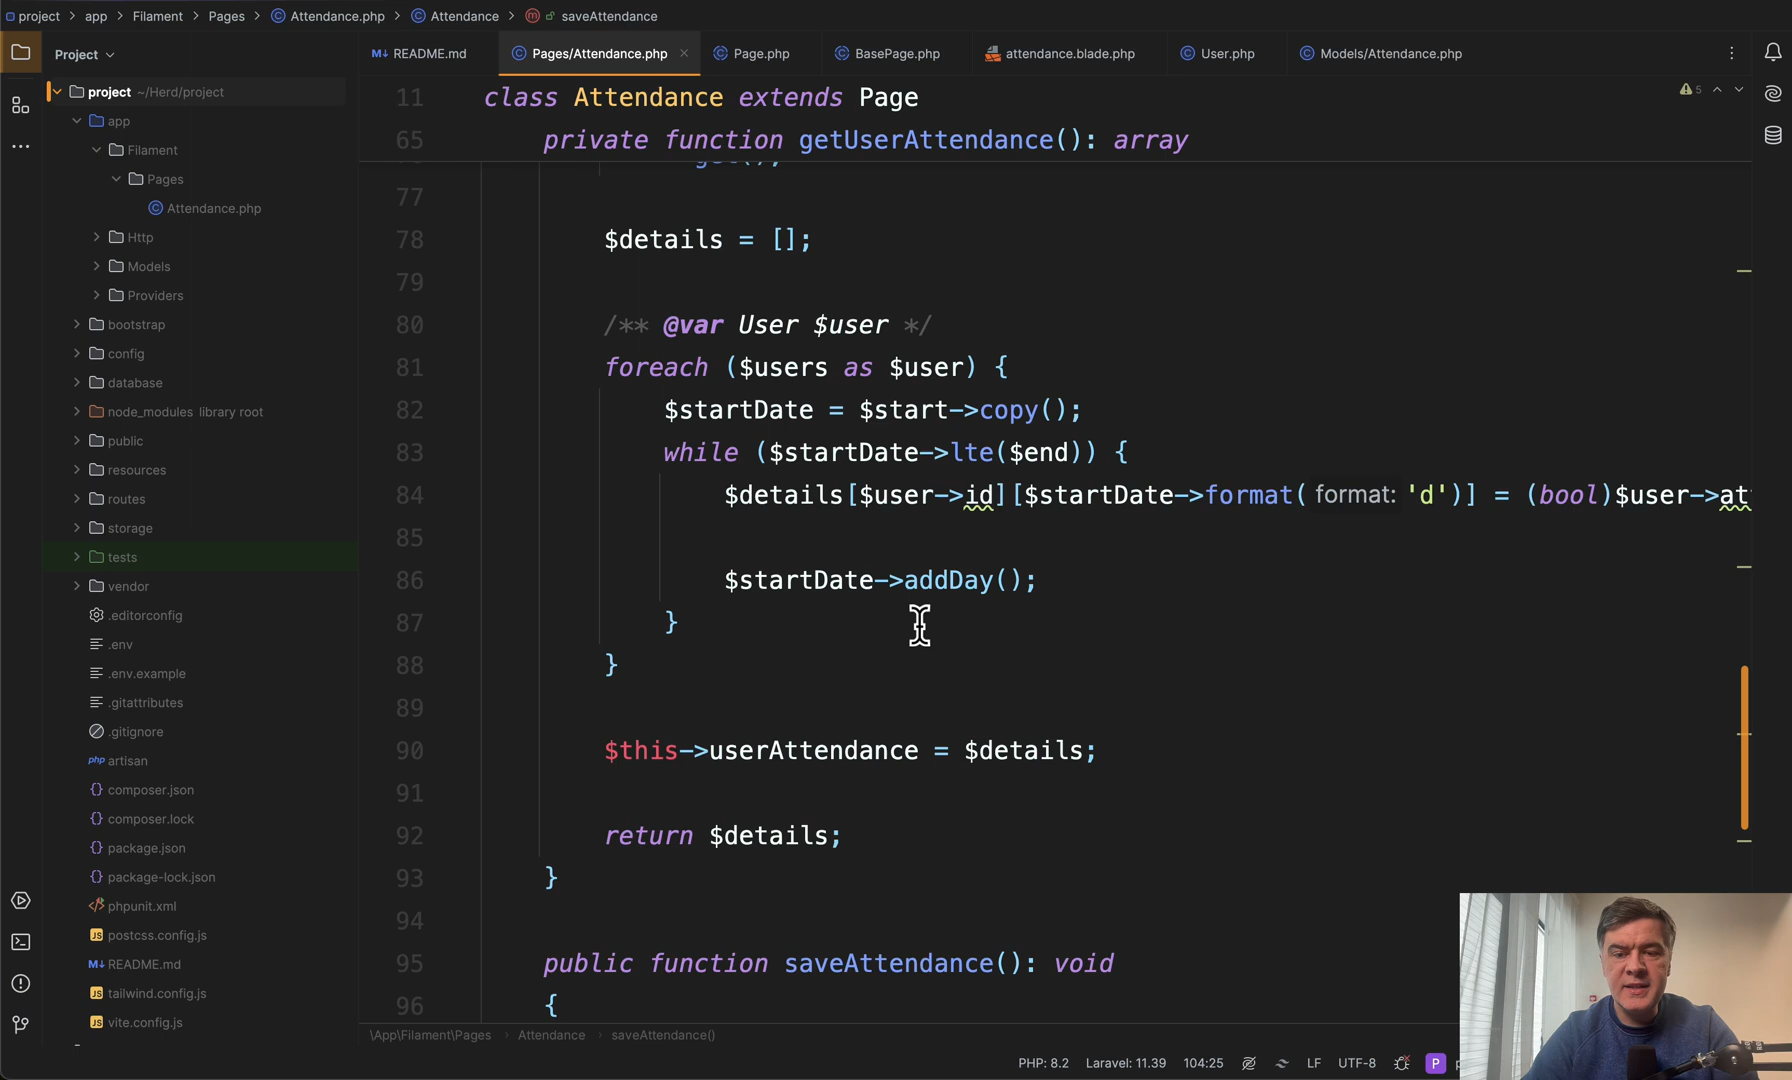 project > app > Filament > Pages > Attendance.php > Attendance > saveAttendance
Project
README.md
Pages/Attendance.php
Page.php
BasePage.php
attendance.blade.php
User.php
Models/Attendance.php
project ~/Herd/project
app
Filament
Pages
Attendance.php
Http
Models
Providers
bootstrap
config
database
node_modules library root
public
resources
routes
storage
tests
vendor
.editorconfig
.env
.env.example
.gitattributes
.gitignore
php artisan
composer.json
composer.lock
package.json
package-lock.json
phpunit.xml
JS postcss.config.js
M↓ README.md
JS tailwind.config.js
JS vite.config.js
5
11 class Attendance extends Page
65 private function getUserAttendance(): array
77
78 $details = [];
79
80 /** @var User $user */
81 foreach ($users as $user) {
82 $startDate = $start->copy();
83 while ($startDate->lte($end)) {
84 $details[$user->id][$startDate->format( format: 'd')] = (bool)$user->at
85
86 $startDate->addDay();
87 }
88 }
89
90 $this->userAttendance = $details;
91
92 return $details;
93 }
94
95 public function saveAttendance(): void
96 {
\App\Filament\Pages > Attendance > saveAttendance()
PHP: 8.2 Laravel: 11.39 104:25 LF UTF-8 P